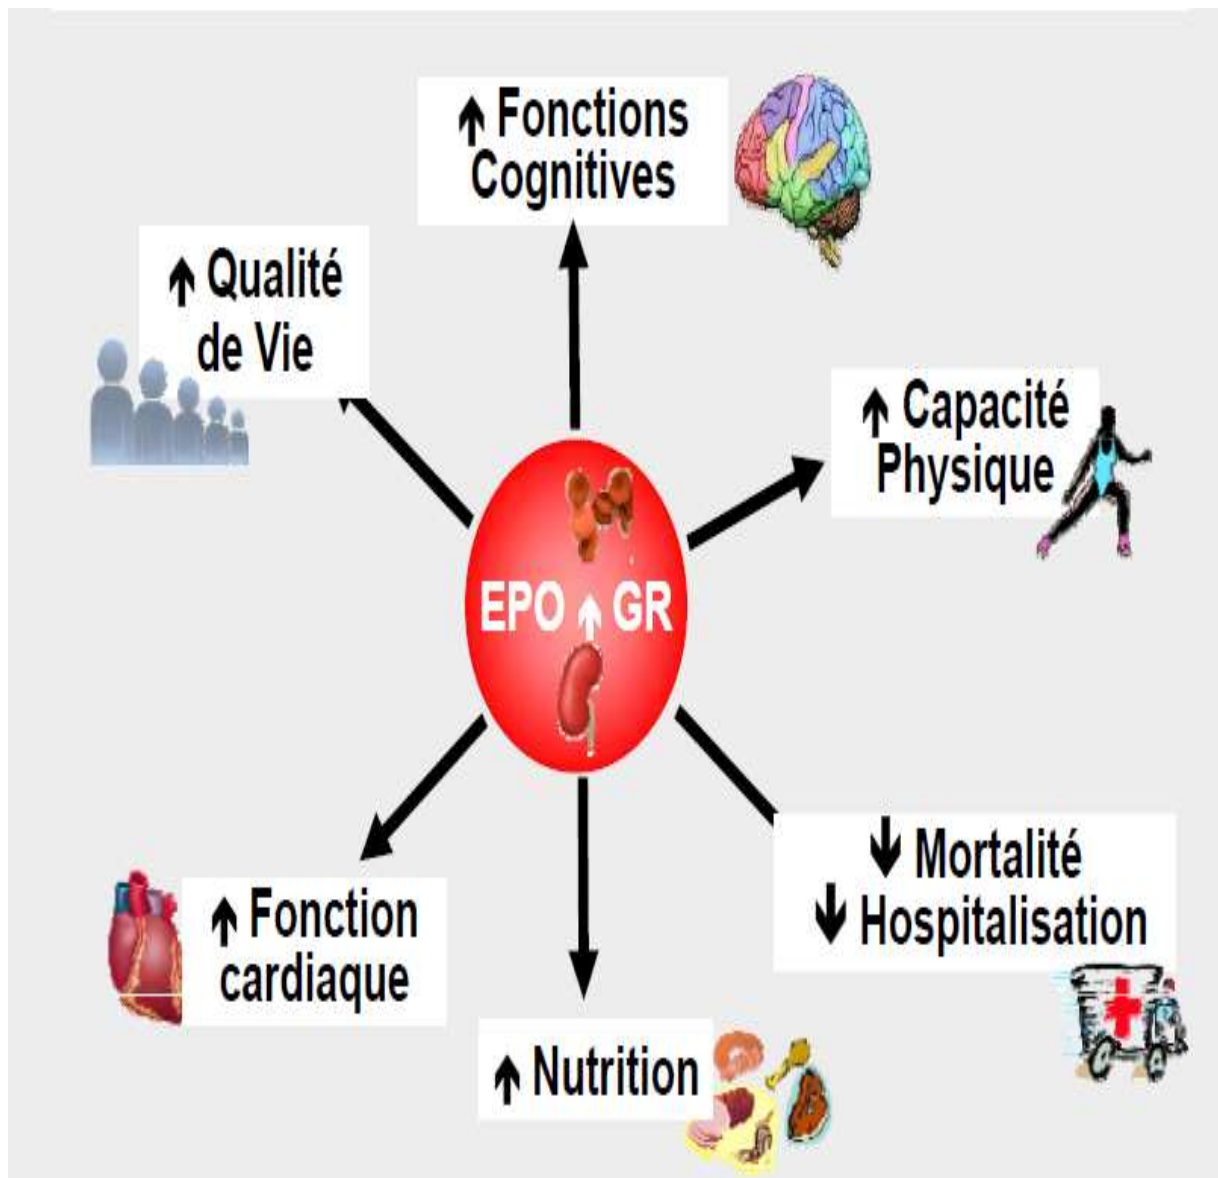 ↑ Fonctions
Cognitives
↑ Qualité
de Vie
↑ Capacité
Physique
EPO ↑ GR
↓ Mortalité
↓ Hospitalisation
↑ Fonction
cardiaque
↑ Nutrition